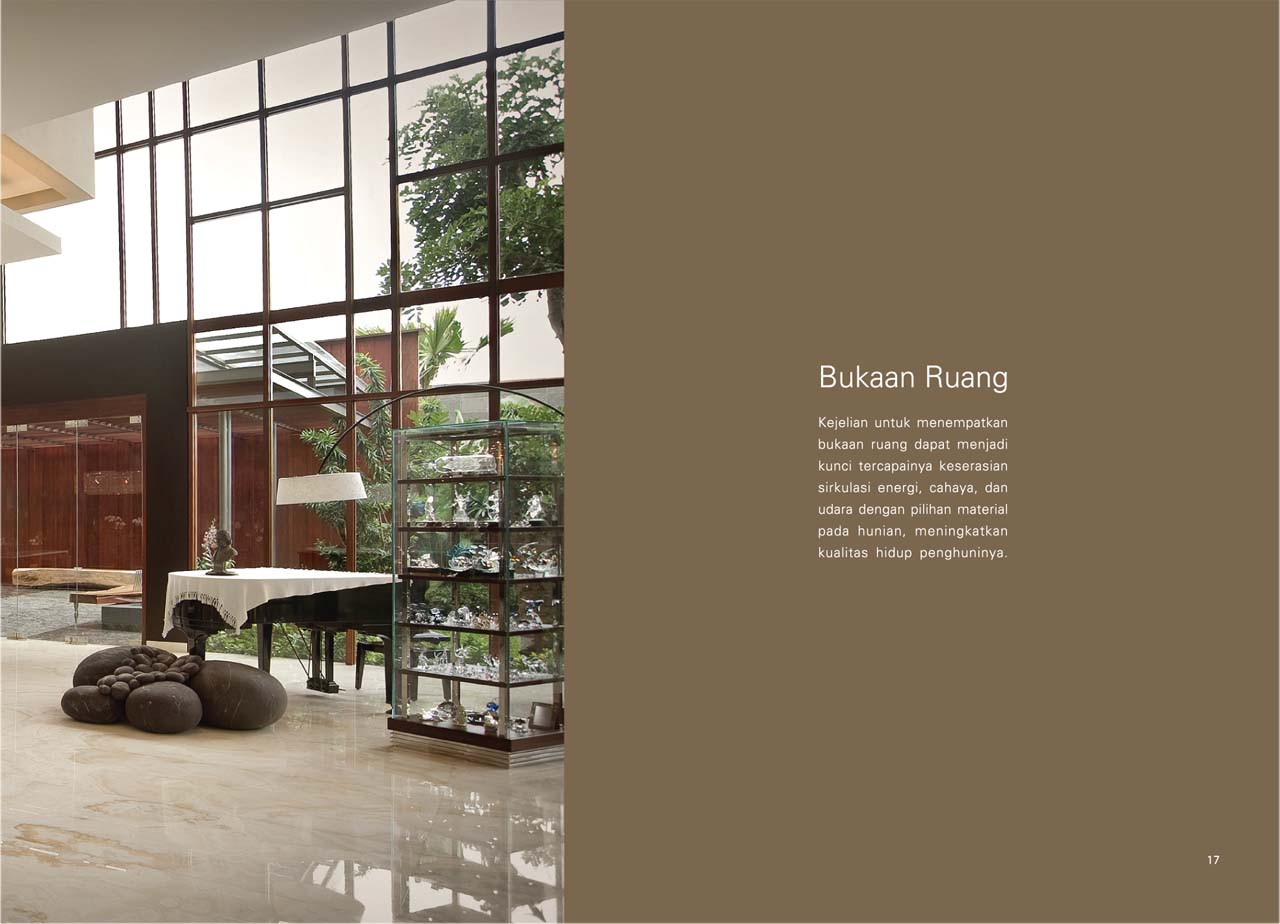 Bukaan Ruang
Kejelian untuk menempatkan
bukaan ruang dapat menjadi
kunci tercapainya keserasian
sirkulasi energi, cahaya, dan
udara dengan pilihan material
pada hunian, meningkatkan
kualitas hidup penghuninya.
17